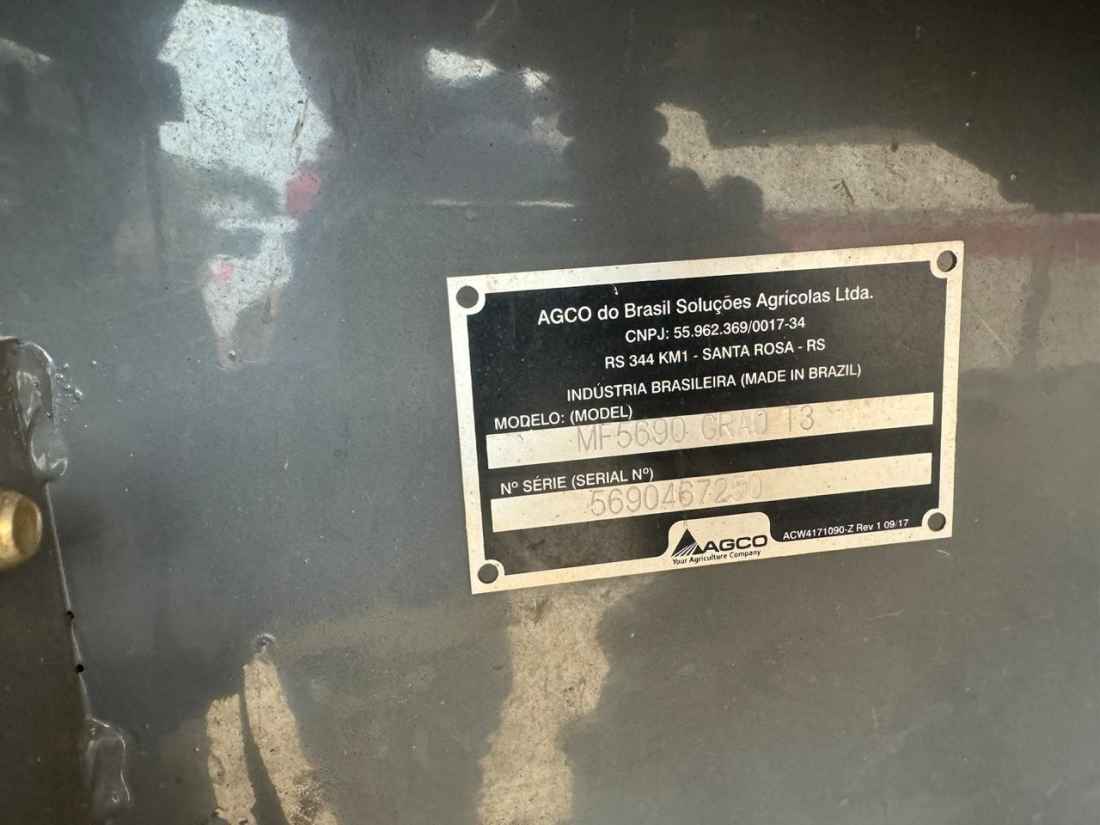 AGCO do Brasil Soluções Agrícolas Ltda.
CNPJ: 55.962.369/0017-34
RS 344 KM1 - SANTA ROSA - RS
INDÚSTRIA BRASILEIRA (MADE IN BRAZIL)
MODELO: (MODEL)
MF5690 GRAO T3
Nº SÉRIE (SERIAL Nº)
AGCO
Your Agriculture Company
ACW4171090-Z Rev 1 09/17